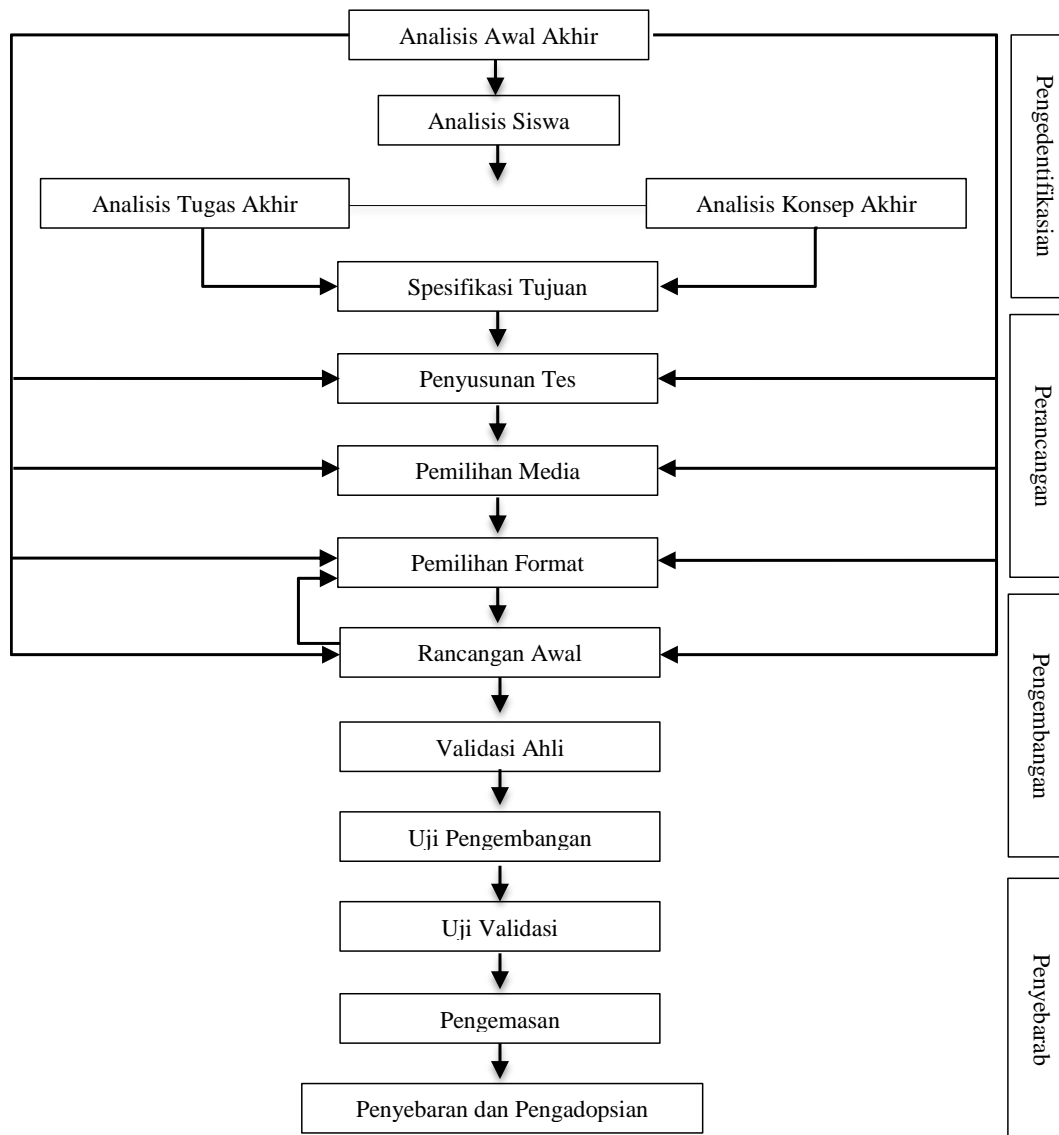 Analisis Awal Akhir
Analisis Siswa
Analisis Tugas Akhir
Analisis Konsep Akhir
Spesifikasi Tujuan
Penyusunan Tes
Pemilihan Media
Pemilihan Format
Rancangan Awal
Validasi Ahli
Uji Pengembangan
Uji Validasi
Pengemasan
Penyebaran dan Pengadopsian
Pengedentifikasian
Perancangan
Pengembangan
Penyebarab